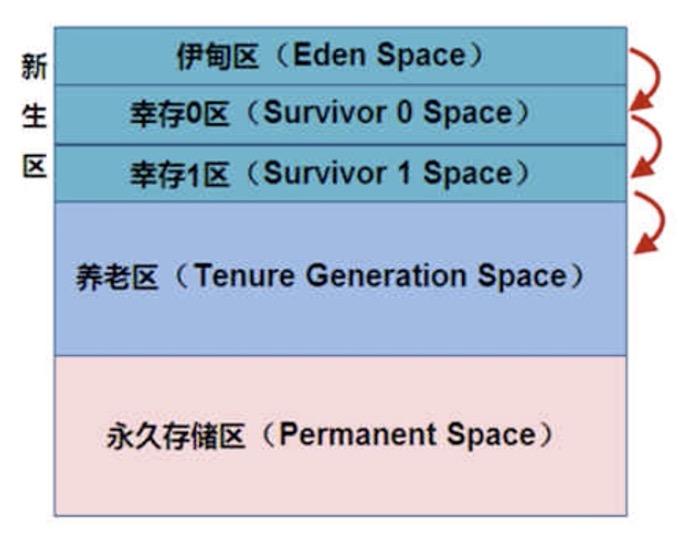 新生区
伊甸区（Eden Space）
幸存0区（Survivor 0 Space）
幸存1区（Survivor 1 Space）
养老区（Tenure Generation Space）
永久存储区（Permanent Space）